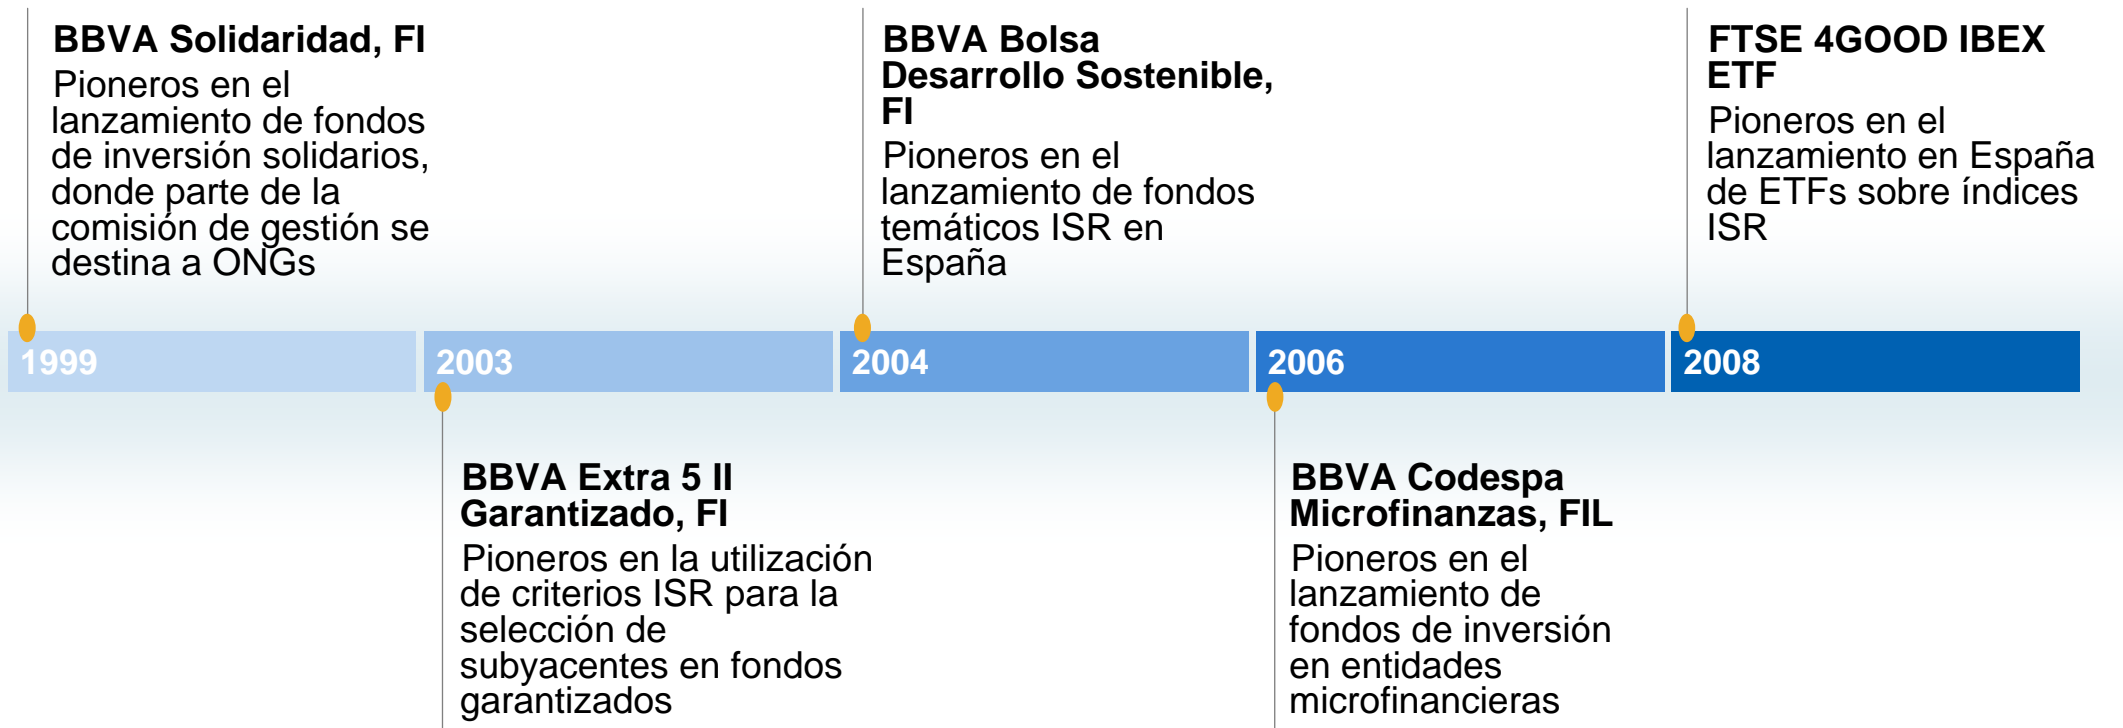 BBVA Solidaridad, FI
Pioneros en el
lanzamiento de fondos
de inversión solidarios,
donde parte de la
comisión de gestión se
destina a ONGs
BBVA Bolsa
Desarrollo Sostenible,
FI
Pioneros en el
lanzamiento de fondos
temáticos ISR en
España
FTSE 4GOOD IBEX
ETF
Pioneros en el
lanzamiento en España
de ETFs sobre índices
ISR
1999
2003
2004
2006
2008
BBVA Extra 5 II
Garantizado, FI
Pioneros en la utilización
de criterios ISR para la
selección de
subyacentes en fondos
garantizados
BBVA Codespa
Microfinanzas, FIL
Pioneros en el
lanzamiento de
fondos de inversión
en entidades
microfinancieras